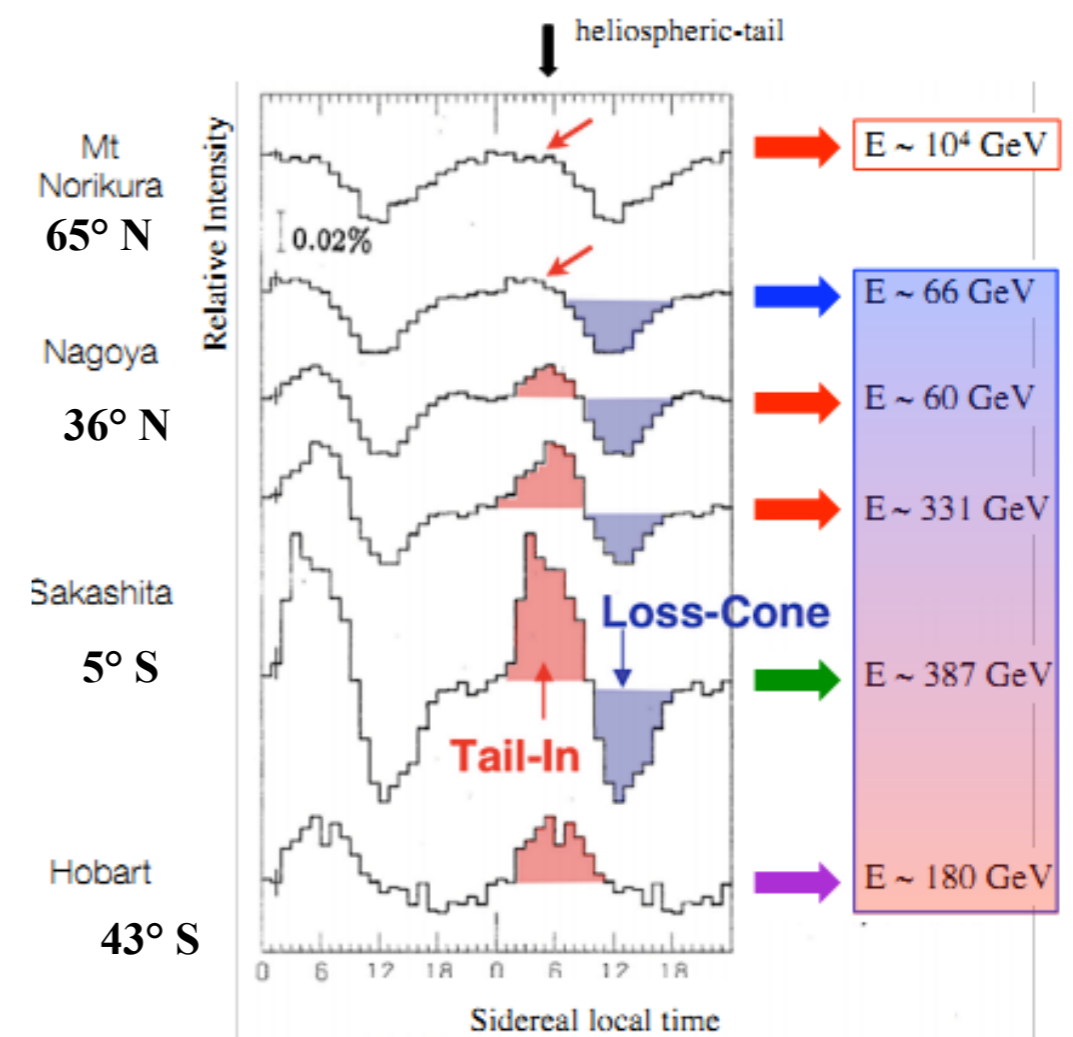 heliospheric-tail
Relative Intensity
Mt
Norikura
65° N
0.02%
E ~ 10⁴ GeV
E ~ 66 GeV
Nagoya
36° N
E ~ 60 GeV
E ~ 331 GeV
Sakashita
5° S
Loss-Cone
E ~ 387 GeV
Tail-In
Hobart
43° S
E ~ 180 GeV
0 6 12 18 0 6 12 18
Sidereal local time